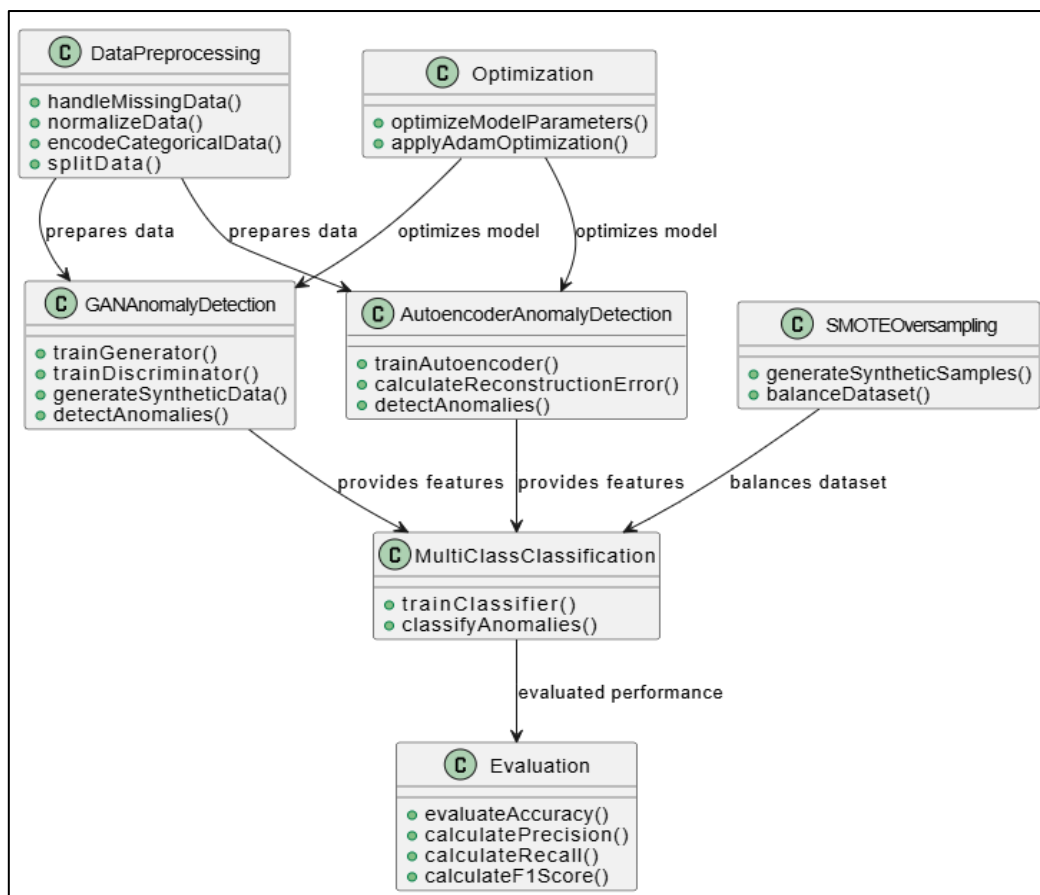 C DataPreprocessing
handleMissingData()
normalizeData()
encodeCategoricalData()
splitData()
C Optimization
optimizeModelParameters()
applyAdamOptimization()
prepares data
prepares data
optimizes model
optimizes model
C GANAnomalyDetection
trainGenerator()
trainDiscriminator()
generateSyntheticData()
detectAnomalies()
C AutoencoderAnomalyDetection
trainAutoencoder()
calculateReconstructionError()
detectAnomalies()
C SMOTEOversampling
generateSyntheticSamples()
balanceDataset()
provides features
provides features
balances dataset
C MultiClassClassification
trainClassifier()
classifyAnomalies()
evaluated performance
C Evaluation
evaluateAccuracy()
calculatePrecision()
calculateRecall()
calculateF1Score()